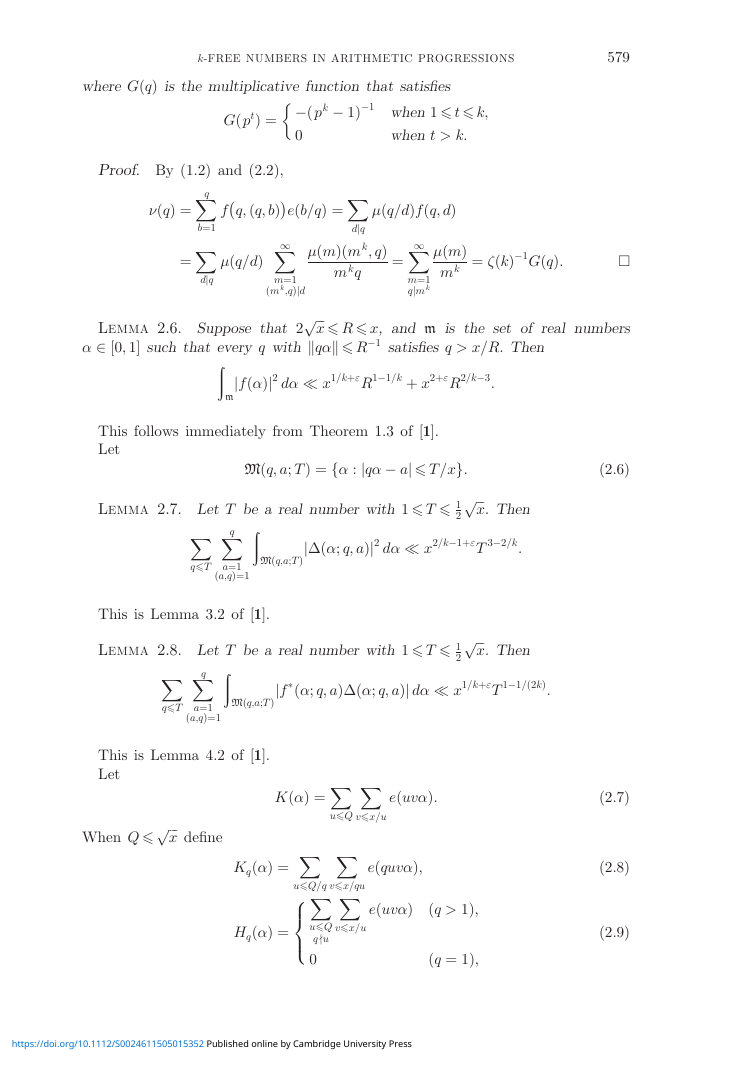 k-FREE NUMBERS IN ARITHMETIC PROGRESSIONS 579
where G(q) is the multiplicative function that satisfies
G(p^t) = { −(p^k − 1)^{−1} when 1 ⩽ t ⩽ k,
0 when t > k.
Proof. By (1.2) and (2.2),
ν(q) = ∑_{b=1}^{q} f(q, (q, b))e(b/q) = ∑_{d|q} μ(q/d)f(q, d)
= ∑_{d|q} μ(q/d) ∑_{m=1, (m^k,q)|d}^{∞} μ(m)(m^k, q)/(m^k q) = ∑_{m=1, q|m^k}^{∞} μ(m)/m^k = ζ(k)^{−1}G(q). □
LEMMA 2.6. Suppose that 2√x ⩽ R ⩽ x, and 𝔪 is the set of real numbers
α ∈ [0, 1] such that every q with ‖qα‖ ⩽ R^{−1} satisfies q > x/R. Then
∫_𝔪 |f(α)|² dα ≪ x^{1/k+ε}R^{1−1/k} + x^{2+ε}R^{2/k−3}.
This follows immediately from Theorem 1.3 of [1].
Let
𝔐(q, a; T) = {α : |qα − a| ⩽ T/x}. (2.6)
LEMMA 2.7. Let T be a real number with 1 ⩽ T ⩽ ½√x. Then
∑_{q⩽T} ∑_{a=1, (a,q)=1}^{q} ∫_{𝔐(q,a;T)} |Δ(α; q, a)|² dα ≪ x^{2/k−1+ε}T^{3−2/k}.
This is Lemma 3.2 of [1].
LEMMA 2.8. Let T be a real number with 1 ⩽ T ⩽ ½√x. Then
∑_{q⩽T} ∑_{a=1, (a,q)=1}^{q} ∫_{𝔐(q,a;T)} |f*(α; q, a)Δ(α; q, a)| dα ≪ x^{1/k+ε}T^{1−1/(2k)}.
This is Lemma 4.2 of [1].
Let
K(α) = ∑_{u⩽Q} ∑_{v⩽x/u} e(uvα). (2.7)
When Q ⩽ √x define
K_q(α) = ∑_{u⩽Q/q} ∑_{v⩽x/qu} e(quvα), (2.8)
H_q(α) = { ∑_{u⩽Q, q∤u} ∑_{v⩽x/u} e(uvα) (q > 1), (2.9)
0 (q = 1),
https://doi.org/10.1112/S0024611505015352 Published online by Cambridge University Press